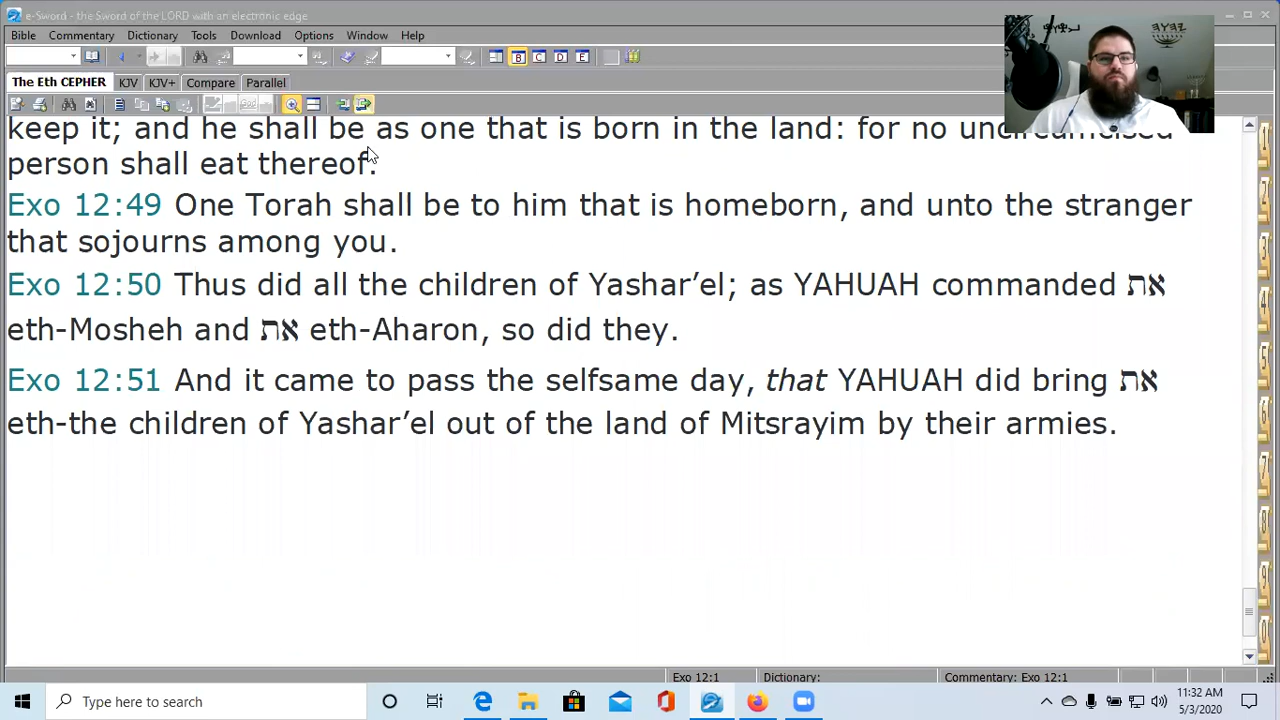 e-Sword - the Sword of the LORD with an electronic edge
Bible Commentary Dictionary Tools Download Options Window Help
B C D E
The Eth CEPHER KJV KJV+ Compare Parallel
keep it; and he shall be as one that is born in the land: for no uncircumcised
person shall eat thereof.
Exo 12:49 One Torah shall be to him that is homeborn, and unto the stranger
that sojourns among you.
Exo 12:50 Thus did all the children of Yashar’el; as YAHUAH commanded את
eth-Mosheh and את eth-Aharon, so did they.
Exo 12:51 And it came to pass the selfsame day, that YAHUAH did bring את
eth-the children of Yashar’el out of the land of Mitsrayim by their armies.
Exo 12:1 Dictionary: Commentary: Exo 12:1
Type here to search
11:32 AM
5/3/2020